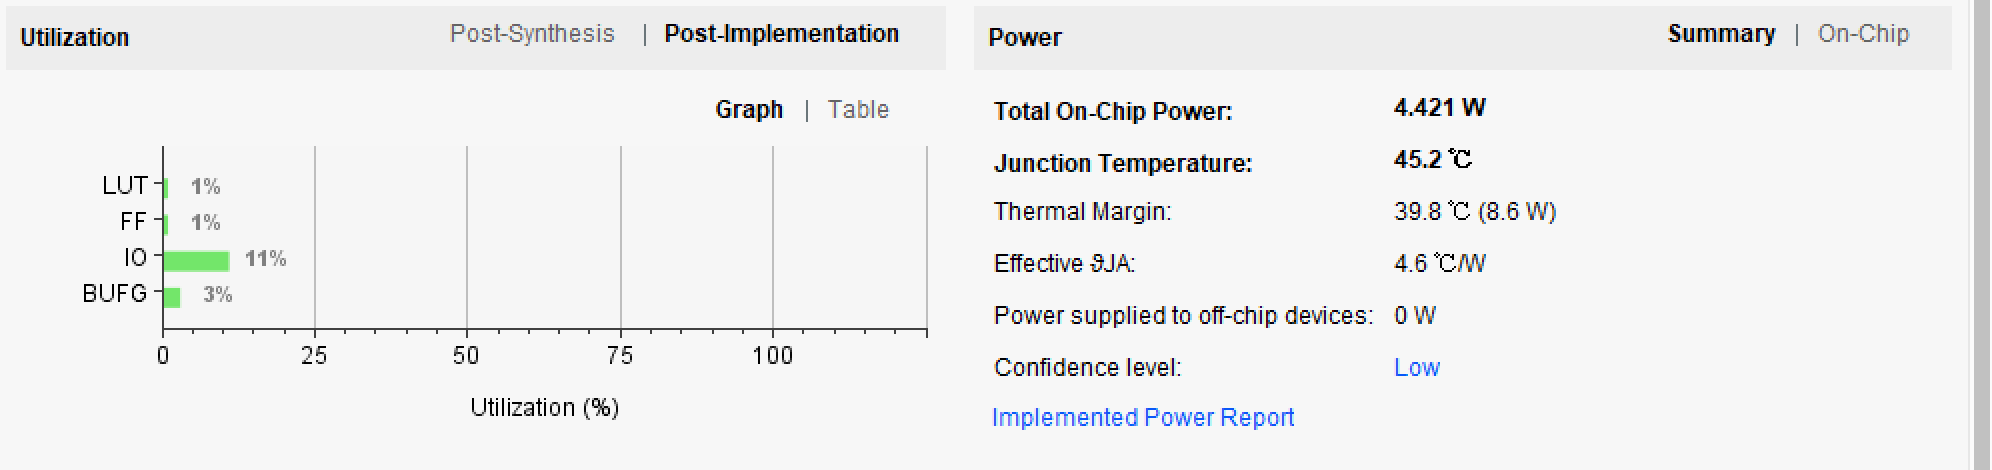 Utilization
Post-Synthesis | Post-Implementation
Graph | Table
LUT 1%
FF 1%
IO 11%
BUFG 3%
0 25 50 75 100
Utilization (%)
Power
Summary | On-Chip
Total On-Chip Power: 4.421 W
Junction Temperature: 45.2 ℃
Thermal Margin: 39.8 ℃ (8.6 W)
Effective ϑJA: 4.6 ℃/W
Power supplied to off-chip devices: 0 W
Confidence level: Low
Implemented Power Report